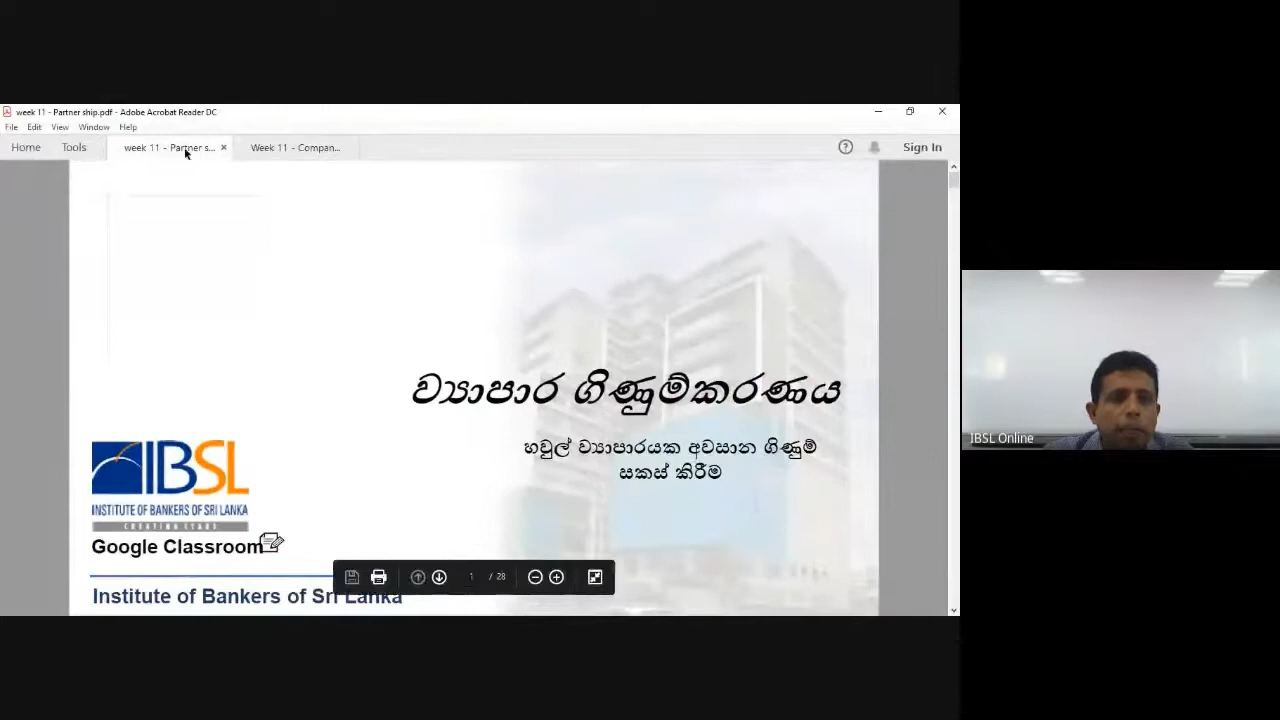 week 11 - Partner ship.pdf - Adobe Acrobat Reader DC
File Edit View Window Help
Home Tools week 11 - Partner s... Week 11 - Compan... Sign In
ව්‍යාපාර ගිණුම්කරණය
හවුල් ව්‍යාපාරයක අවසාන ගිණුම්
සකස් කිරීම
IBSL
INSTITUTE OF BANKERS OF SRI LANKA
Google Classroom
1 / 28
Institute of Bankers of Sri Lanka
IBSL Online